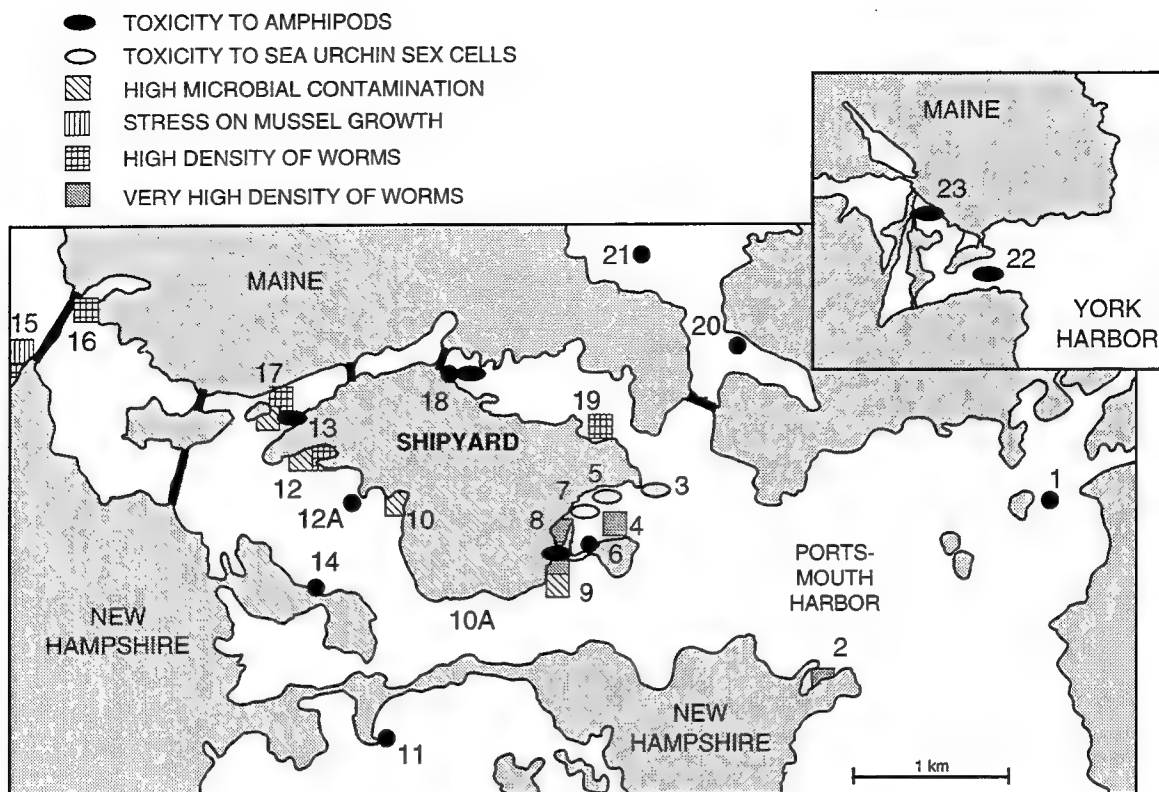 TOXICITY TO AMPHIPODS
TOXICITY TO SEA URCHIN SEX CELLS
HIGH MICROBIAL CONTAMINATION
STRESS ON MUSSEL GROWTH
HIGH DENSITY OF WORMS
VERY HIGH DENSITY OF WORMS
MAINE
23
22
YORK
HARBOR
21
MAINE
15
16
20
17
18
19
13
SHIPYARD
5
3
12
7
1
12A
10
8
4
6
14
PORTS-
MOUTH
HARBOR
9
NEW
HAMPSHIRE
10A
2
NEW
HAMPSHIRE
11
1 km